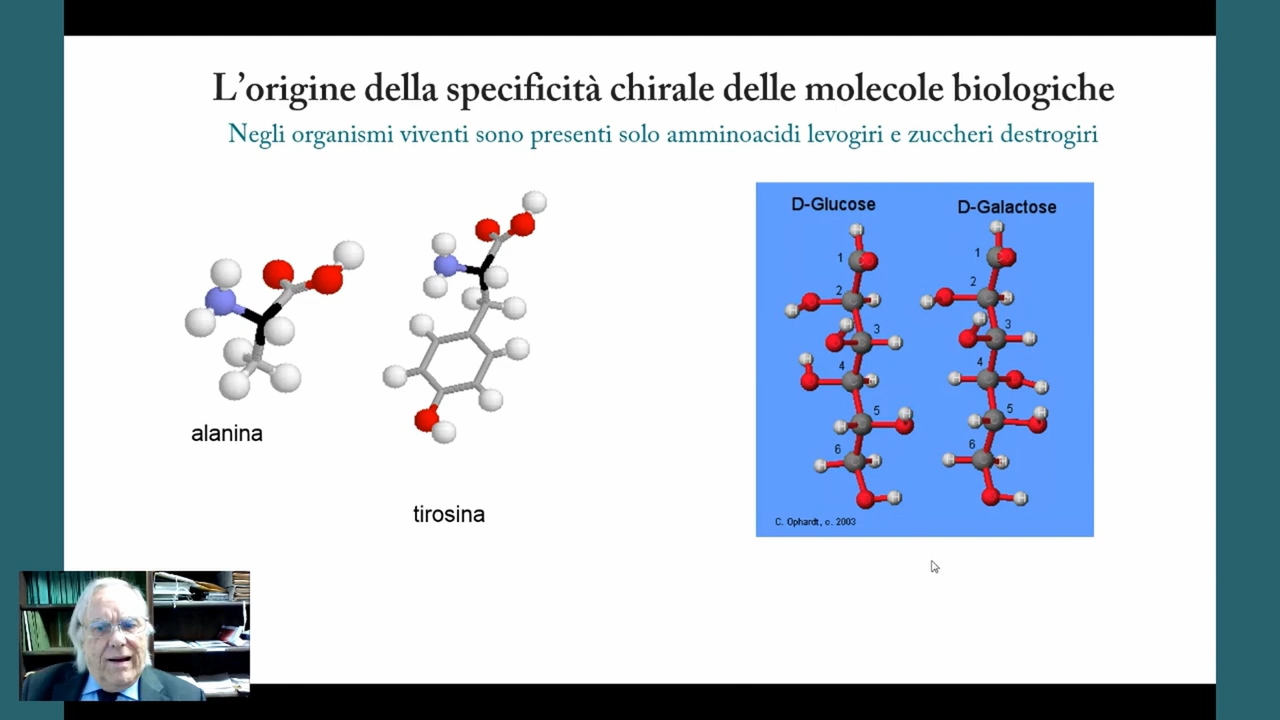 L'origine della specificità chirale delle molecole biologiche
Negli organismi viventi sono presenti solo amminoacidi levogiri e zuccheri destrogiri
alanina
tirosina
D-Glucose
D-Galactose
1
2
3
4
5
6
1
2
3
4
5
6
C. Ophardt, c. 2003